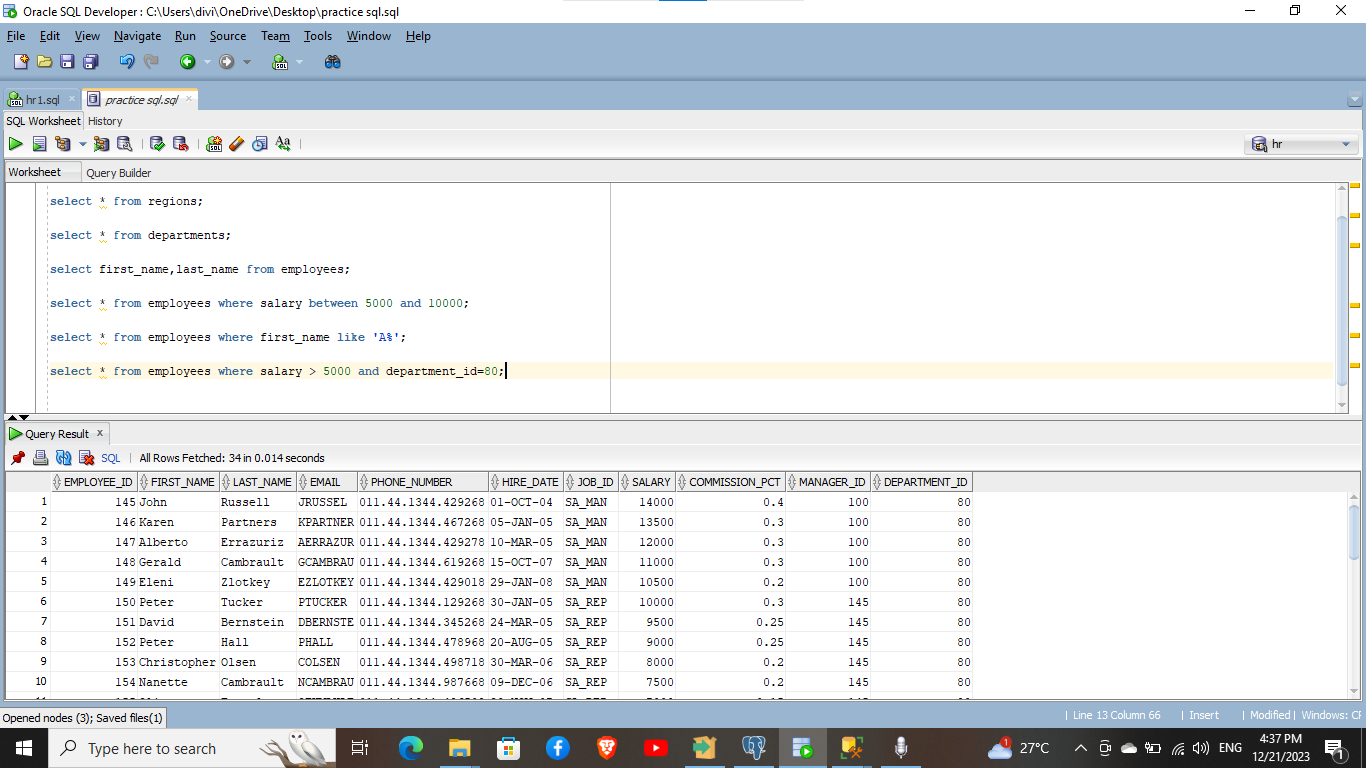 Oracle SQL Developer : C:\Users\divi\OneDrive\Desktop\practice sql.sql
File Edit View Navigate Run Source Team Tools Window Help
hr1.sql practice sql.sql
SQL Worksheet History
hr
Worksheet Query Builder
select * from regions;
select * from departments;
select first_name,last_name from employees;
select * from employees where salary between 5000 and 10000;
select * from employees where first_name like 'A%';
select * from employees where salary > 5000 and department_id=80;
Query Result
SQL | All Rows Fetched: 34 in 0.014 seconds
EMPLOYEE_ID FIRST_NAME LAST_NAME EMAIL PHONE_NUMBER HIRE_DATE JOB_ID SALARY COMMISSION_PCT MANAGER_ID DEPARTMENT_ID
1 145 John Russell JRUSSEL 011.44.1344.429268 01-OCT-04 SA_MAN 14000 0.4 100 80
2 146 Karen Partners KPARTNER 011.44.1344.467268 05-JAN-05 SA_MAN 13500 0.3 100 80
3 147 Alberto Errazuriz AERRAZUR 011.44.1344.429278 10-MAR-05 SA_MAN 12000 0.3 100 80
4 148 Gerald Cambrault GCAMBRAU 011.44.1344.619268 15-OCT-07 SA_MAN 11000 0.3 100 80
5 149 Eleni Zlotkey EZLOTKEY 011.44.1344.429018 29-JAN-08 SA_MAN 10500 0.2 100 80
6 150 Peter Tucker PTUCKER 011.44.1344.129268 30-JAN-05 SA_REP 10000 0.3 145 80
7 151 David Bernstein DBERNSTE 011.44.1344.345268 24-MAR-05 SA_REP 9500 0.25 145 80
8 152 Peter Hall PHALL 011.44.1344.478968 20-AUG-05 SA_REP 9000 0.25 145 80
9 153 Christopher Olsen COLSEN 011.44.1344.498718 30-MAR-06 SA_REP 8000 0.2 145 80
10 154 Nanette Cambrault NCAMBRAU 011.44.1344.987668 09-DEC-06 SA_REP 7500 0.2 145 80
Opened nodes (3); Saved files(1) | Line 13 Column 66 | Insert | Modified | Windows: CF
Type here to search 27°C ENG 4:37 PM 12/21/2023 1